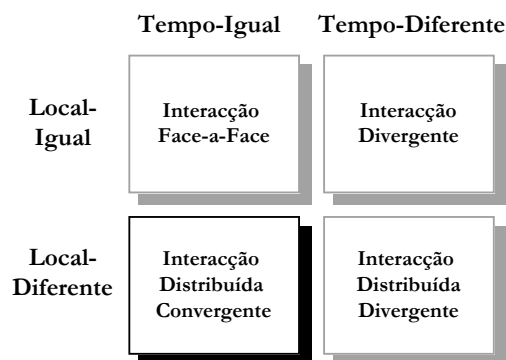 Tempo-Igual Tempo-Diferente
Local-
Igual
Interacção
Face-a-Face
Interacção
Divergente
Local-
Diferente
Interacção
Distribuída
Convergente
Interacção
Distribuída
Divergente